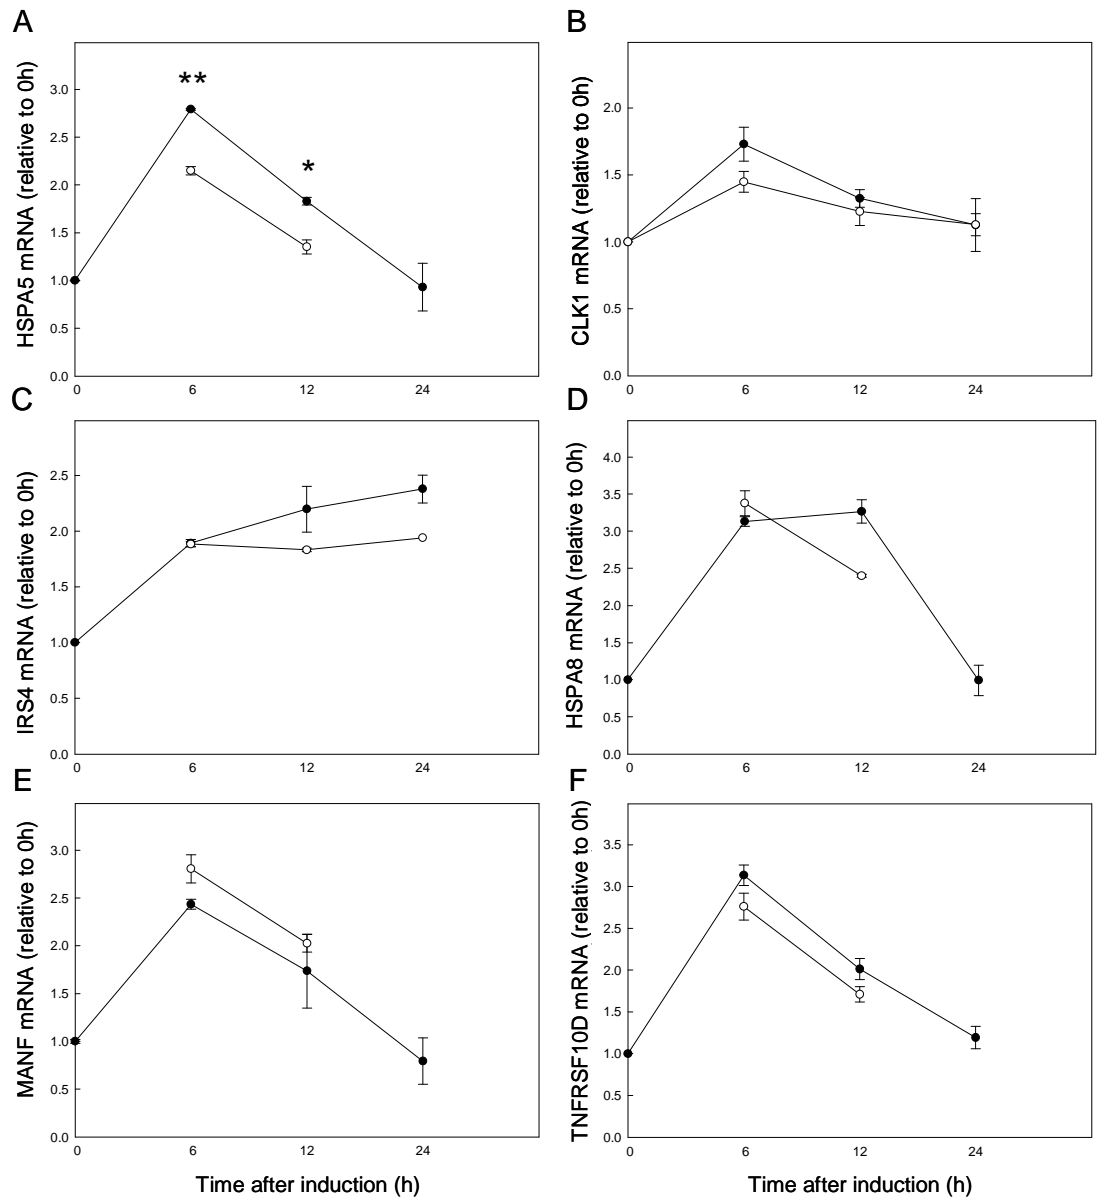 A
HSPA5 mRNA (relative to 0h)
3.0
2.5
2.0
1.5
1.0
0.5
0.0
**
*
0 6 12 24
B
CLK1 mRNA (relative to 0h)
2.0
1.5
1.0
0.5
0.0
0 6 12 24
C
IRS4 mRNA (relative to 0h)
2.5
2.0
1.5
1.0
0.5
0.0
0 6 12 24
D
HSPA8 mRNA (relative to 0h)
4.0
3.5
3.0
2.5
2.0
1.5
1.0
0.5
0.0
0 6 12 24
E
MANF mRNA (relative to 0h)
3.0
2.5
2.0
1.5
1.0
0.5
0.0
0 6 12 24
Time after induction (h)
F
TNFRSF10D mRNA (relative to 0h)
3.5
3.0
2.5
2.0
1.5
1.0
0.5
0.0
0 6 12 24
Time after induction (h)